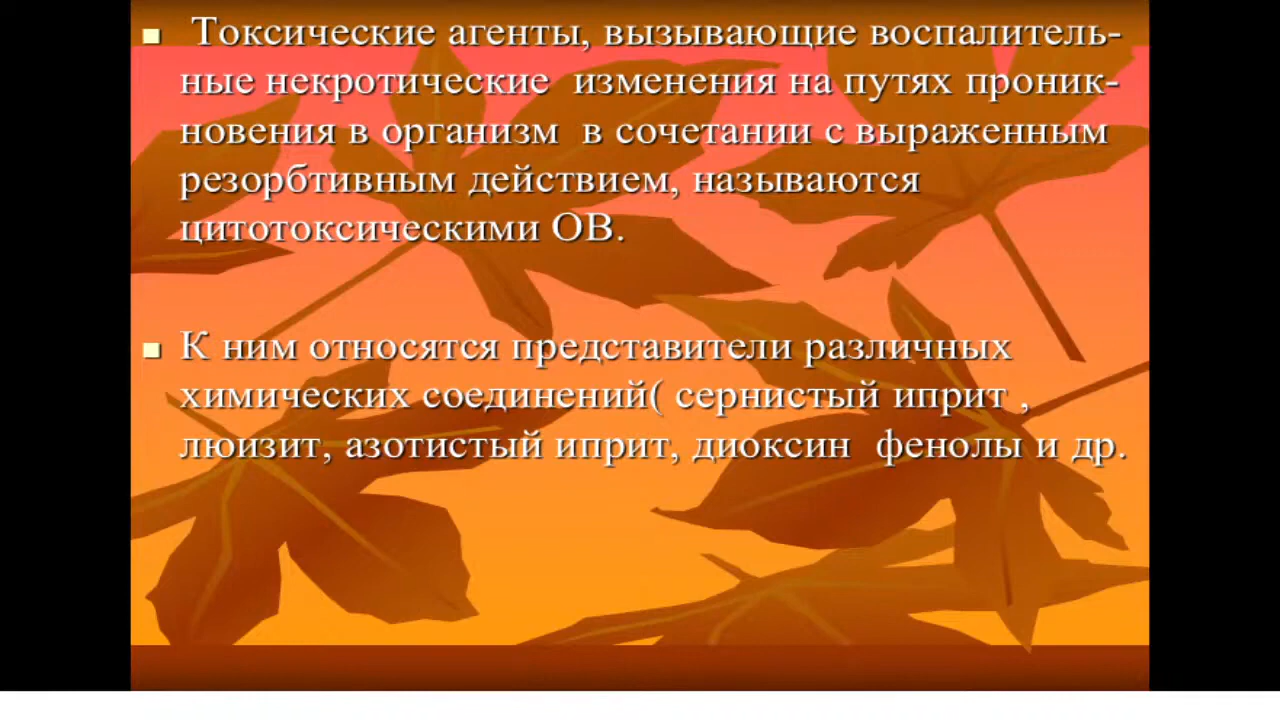 Токсические агенты, вызывающие воспалитель-
ные некротические изменения на путях проник-
новения в организм в сочетании с выраженным
резорбтивным действием, называются
цитотоксическими ОВ.
К ним относятся представители различных
химических соединений( сернистый иприт ,
люизит, азотистый иприт, диоксин фенолы и др.